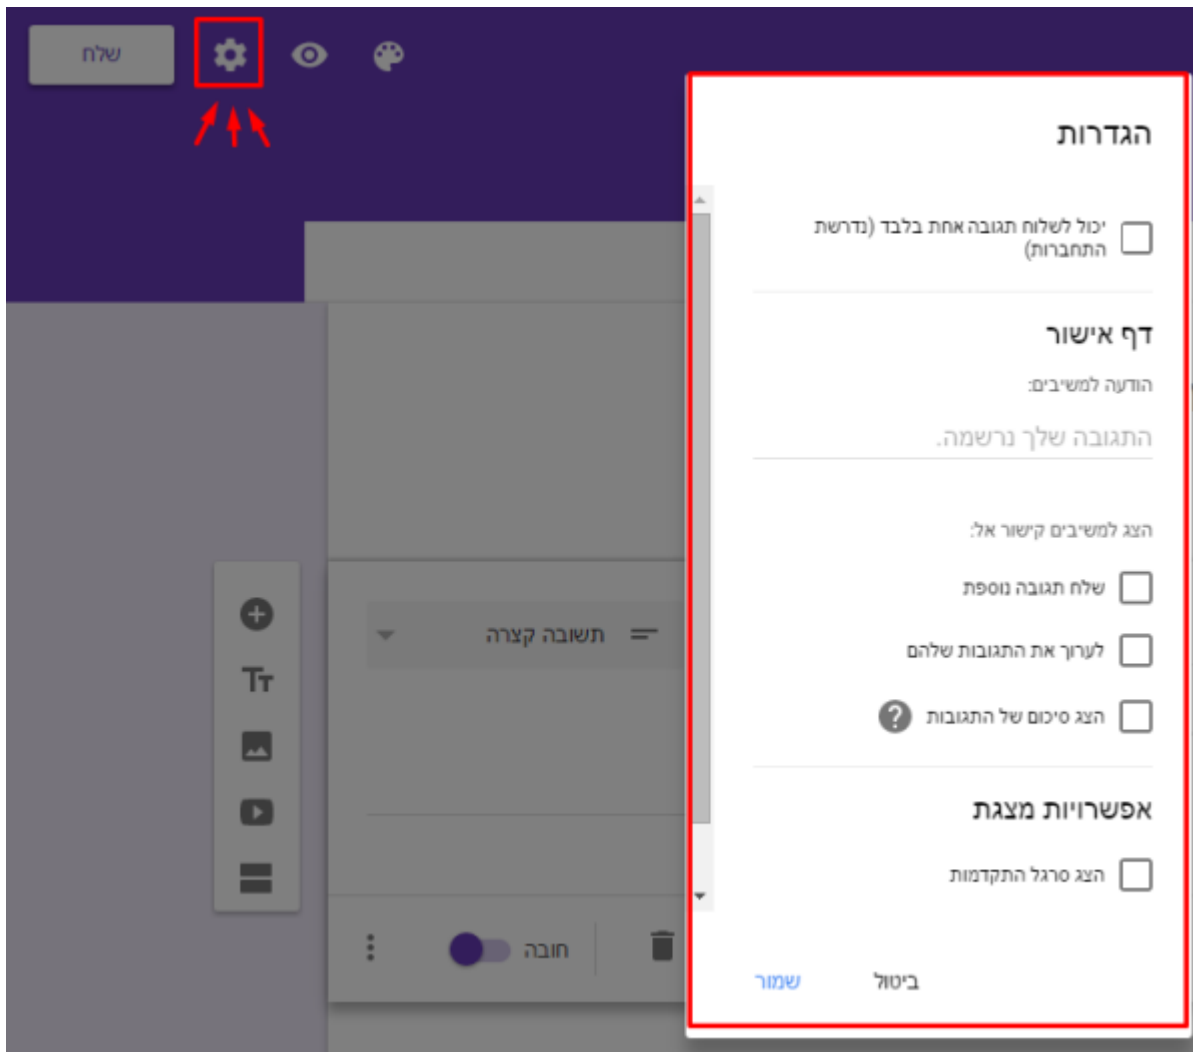 שלח
הגדרות
יכול לשלוח תגובה אחת בלבד (נדרשת
התחברות)
דף אישור
הודעה למשיבים:
התגובה שלך נרשמה.
הצג למשיבים קישור אל:
שלח תגובה נוספת
לערוך את התגובות שלהם
הצג סיכום של התגובות
אפשרויות מצגת
הצג סרגל התקדמות
ביטול
שמור
תשובה קצרה
חובה